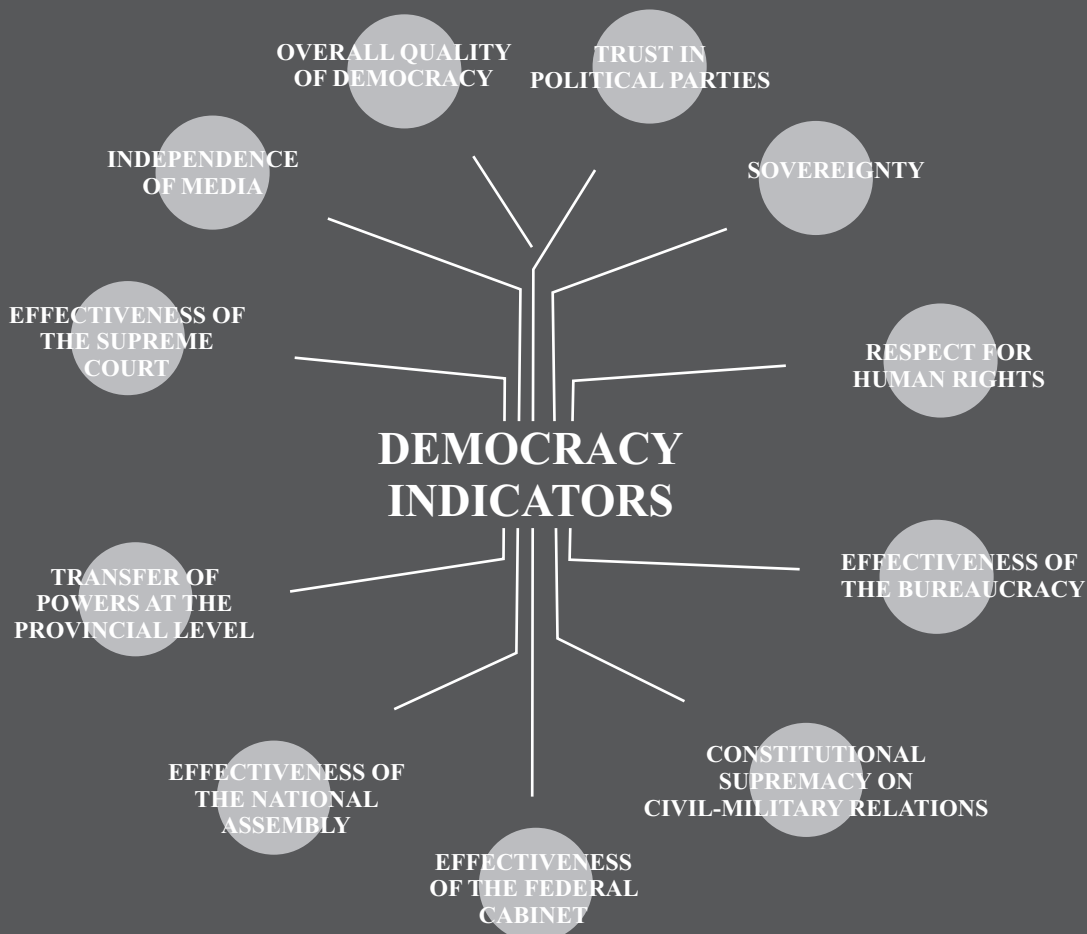 OVERALL QUALITY
OF DEMOCRACY
TRUST IN
POLITICAL PARTIES
INDEPENDENCE
OF MEDIA
SOVEREIGNTY
EFFECTIVENESS OF
THE SUPREME
COURT
RESPECT FOR
HUMAN RIGHTS
DEMOCRACY
INDICATORS
TRANSFER OF
POWERS AT THE
PROVINCIAL LEVEL
EFFECTIVENESS OF
THE BUREAUCRACY
EFFECTIVENESS OF
THE NATIONAL
ASSEMBLY
CONSTITUTIONAL
SUPREMACY ON
CIVIL-MILITARY RELATIONS
EFFECTIVENESS
OF THE FEDERAL
CABINET